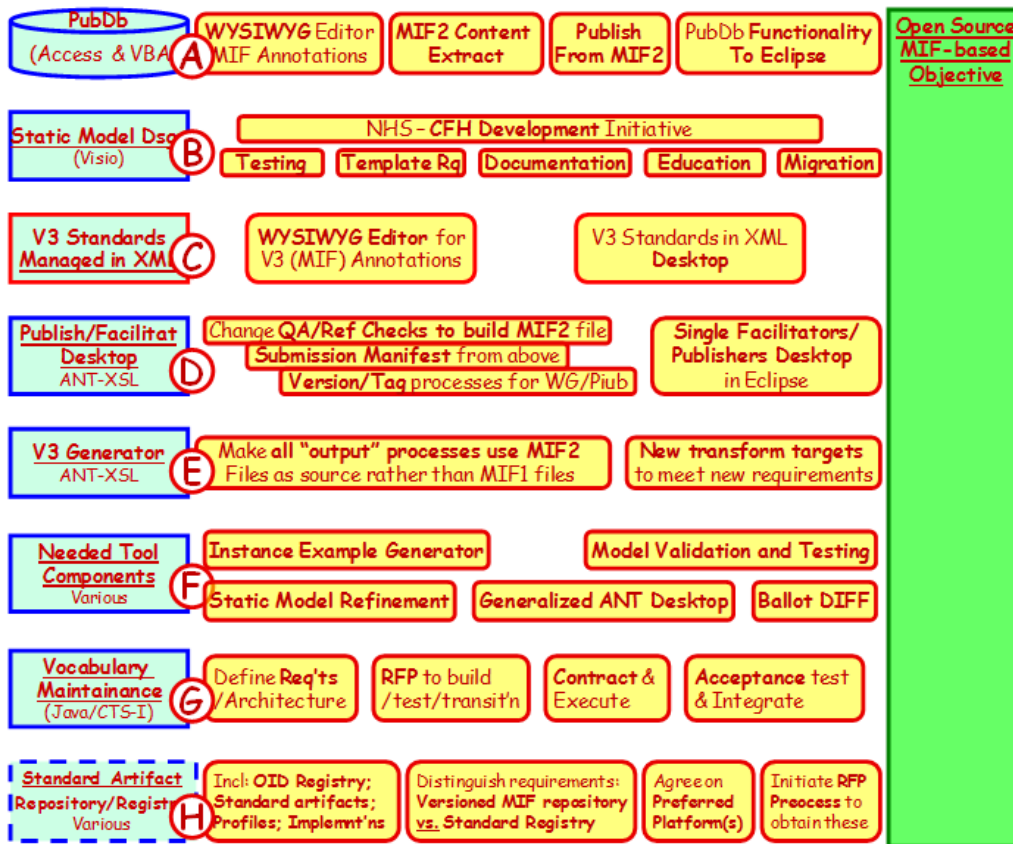 PubDb
(Access & VBA
A
WYSIWYG Editor
MIF Annotations
MIF2 Content
Extract
Publish
From MIF2
PubDb Functionality
To Eclipse
Open Source
MIF-based
Objective
Static Model Dsg
(Visio)
B
NHS - CFH Development Initiative
Testing
Template Rq
Documentation
Education
Migration
V3 Standards
Managed in XML
C
WYSIWYG Editor for
V3 (MIF) Annotations
V3 Standards in XML
Desktop
Publish/Facilitat
Desktop
ANT-XSL
D
Change QA/Ref Checks to build MIF2 file
Submission Manifest from above
Version/Tag processes for WG/Piub
Single Facilitators/
Publishers Desktop
in Eclipse
V3 Generator
ANT-XSL
E
Make all “output” processes use MIF2
Files as source rather than MIF1 files
New transform targets
to meet new requirements
Needed Tool
Components
Various
F
Instance Example Generator
Model Validation and Testing
Static Model Refinement
Generalized ANT Desktop
Ballot DIFF
Vocabulary
Maintainance
(Java/CTS-I)
G
Define Req'ts
/Architecture
RFP to build
/test/transit'n
Contract &
Execute
Acceptance test
& Integrate
Standard Artifact
Repository/Registr
Various
H
Incl: OID Registry;
Standard artifacts;
Profiles; Implemnt'ns
Distinguish requirements:
Versioned MIF repository
vs. Standard Registry
Agree on
Preferred
Platform(s)
Initiate RFP
Preocess to
obtain these